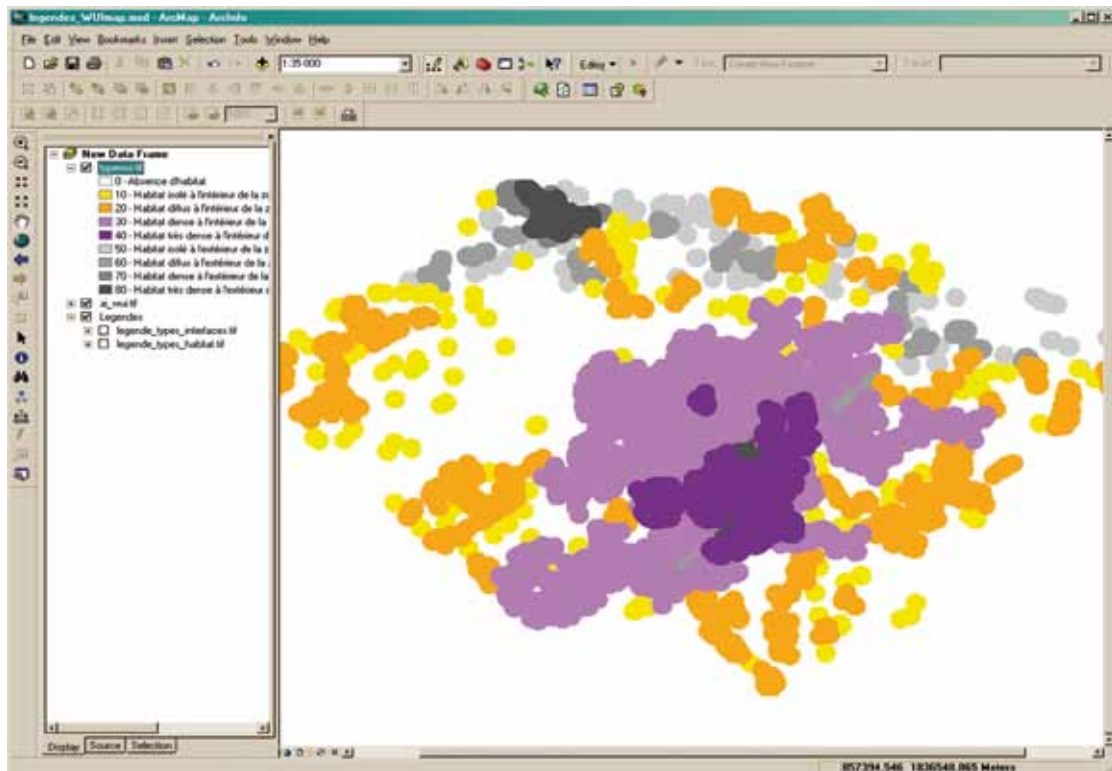 legendes_WUImap.mxd - ArcMap - ArcInfo
File Edit View Bookmarks Insert Selection Tools Window Help
1:35 000
Editor
Create New Feature
New Data Frame
0 - Absence d'habitat
10 - Habitat isolé à l'intérieur de la z
20 - Habitat diffus à l'intérieur de la z
30 - Habitat dense à l'intérieur de la
40 - Habitat très dense à l'intérieur d
50 - Habitat isolé à l'extérieur de la z
60 - Habitat diffus à l'extérieur de la
70 - Habitat dense à l'extérieur de la
80 - Habitat très dense à l'extérieur
Legendes
legende_types_interfaces.tif
legende_types_habitat.tif
Display Source Selection
857394.546 1836548.865 Meters